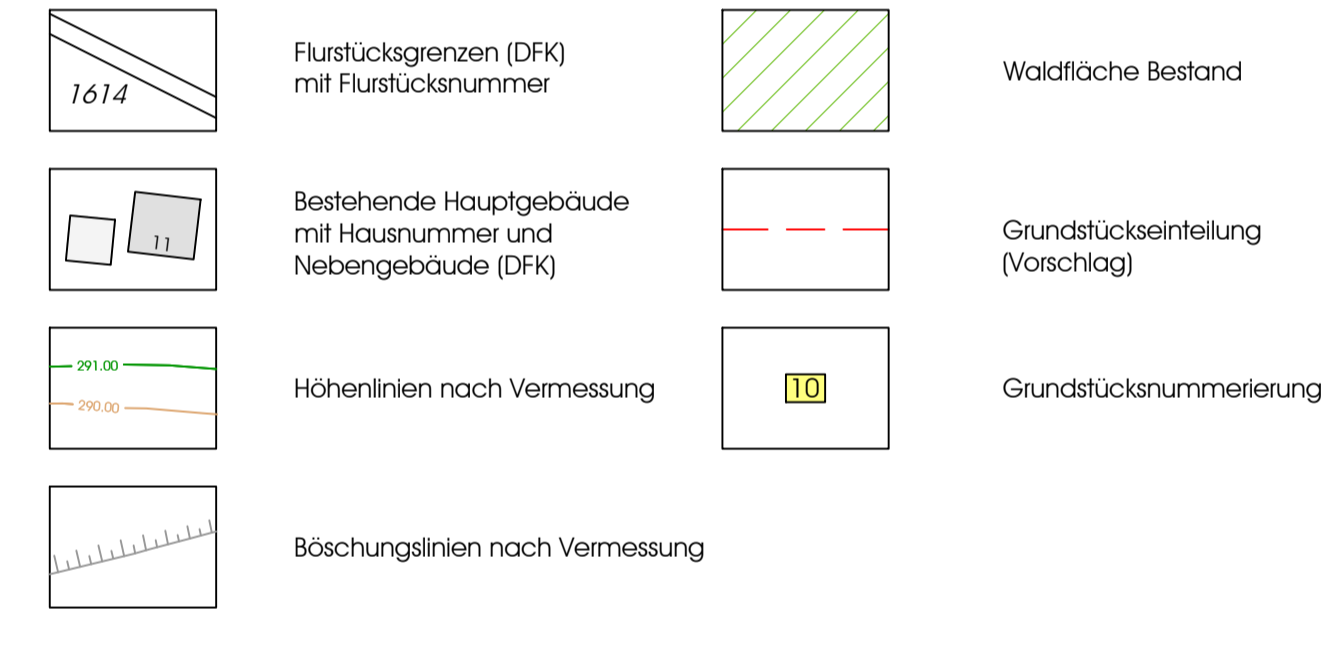 1614
Flurstücksgrenzen (DFK)
mit Flurstücksnummer
11
Bestehende Hauptgebäude
mit Hausnummer und
Nebengebäude (DFK)
291.00
290.00
Höhenlinien nach Vermessung
Böschungslinien nach Vermessung
Waldfläche Bestand
Grundstückseinteilung
(Vorschlag)
10
Grundstücksnummerierung